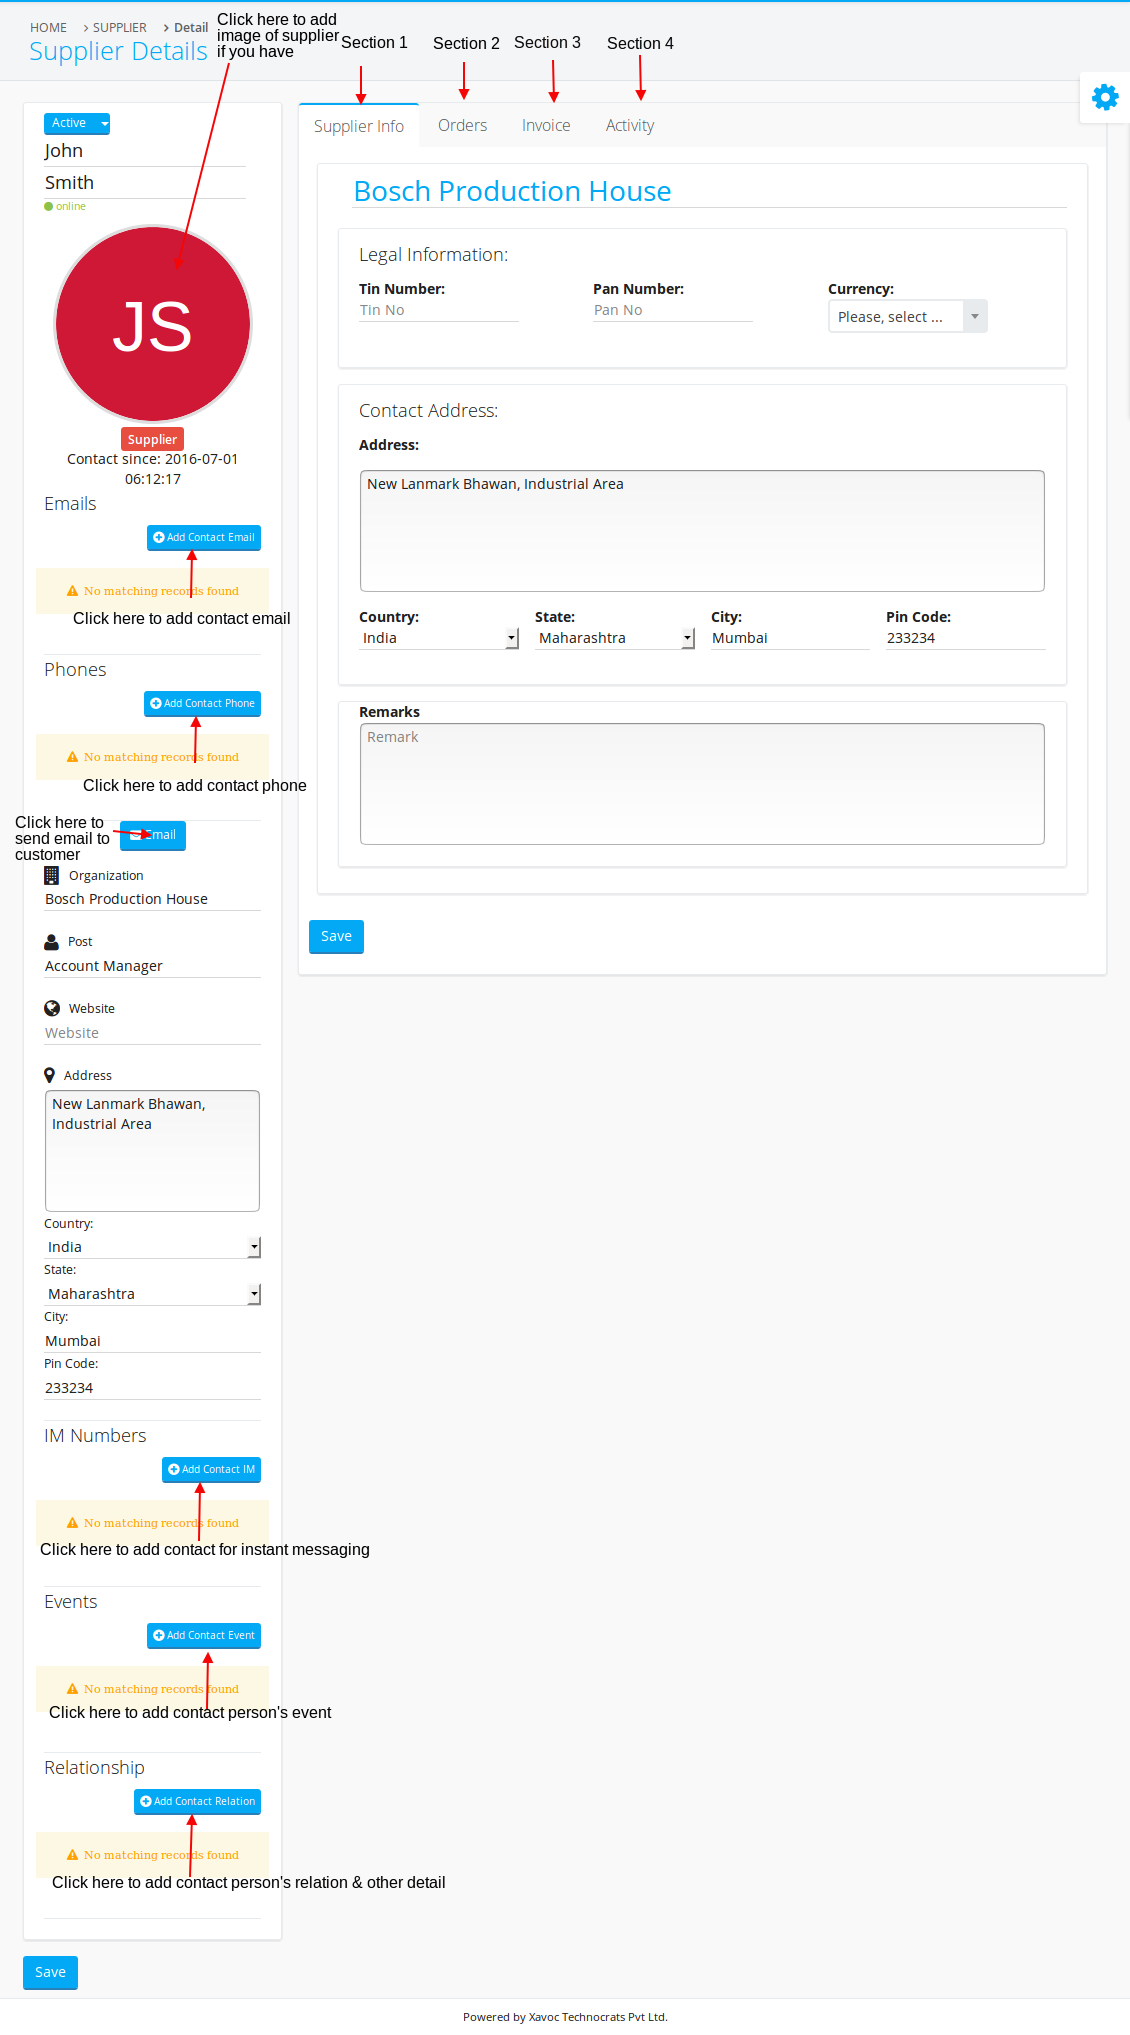 Click here to add
image of supplier
if you have
HOME > SUPPLIER > Detail
Supplier Details
Section 1
Section 2
Section 3
Section 4
Active
John
Smith
online
JS
Supplier
Contact since: 2016-07-01
06:12:17
Emails
Add Contact Email
No matching records found
Click here to add contact email
Phones
Add Contact Phone
No matching records found
Click here to add contact phone
Click here to
send email to
customer
Email
Organization
Bosch Production House
Post
Account Manager
Website
Website
Address
New Lanmark Bhawan,
Industrial Area
Country:
India
State:
Maharashtra
City:
Mumbai
Pin Code:
233234
IM Numbers
Add Contact IM
No matching records found
Click here to add contact for instant messaging
Events
Add Contact Event
No matching records found
Click here to add contact person's event
Relationship
Add Contact Relation
No matching records found
Click here to add contact person's relation & other detail
Save
Supplier Info Orders Invoice Activity
Bosch Production House
Legal Information:
Tin Number: Pan Number: Currency:
Tin No Pan No Please, select ...
Contact Address:
Address:
New Lanmark Bhawan, Industrial Area
Country: State: City: Pin Code:
India Maharashtra Mumbai 233234
Remarks
Remark
Save
Powered by Xavoc Technocrats Pvt Ltd.